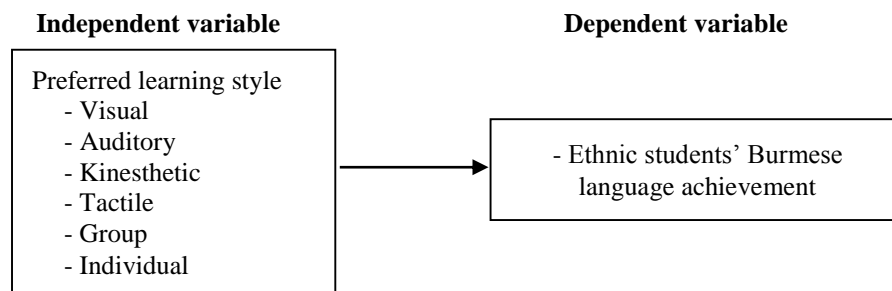 Independent variable
Dependent variable
Preferred learning style
- Visual
- Auditory
- Kinesthetic
- Tactile
- Group
- Individual
- Ethnic students’ Burmese
language achievement